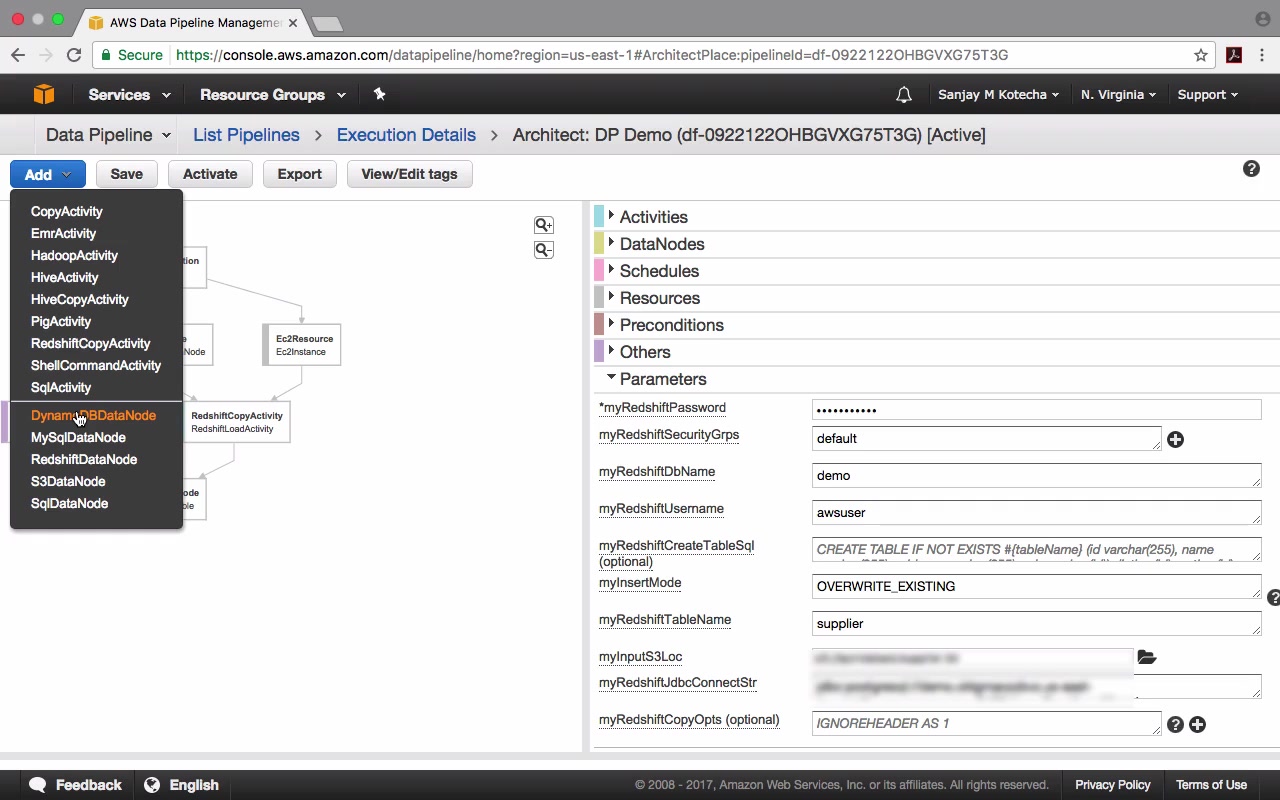 AWS Data Pipeline Manageme
Secure https://console.aws.amazon.com/datapipeline/home?region=us-east-1#ArchitectPlace:pipelineId=df-0922122OHBGVXG75T3G
Services Resource Groups Sanjay M Kotecha N. Virginia Support
Data Pipeline List Pipelines > Execution Details > Architect: DP Demo (df-0922122OHBGVXG75T3G) [Active]
Add Save Activate Export View/Edit tags
CopyActivity
EmrActivity
HadoopActivity
HiveActivity
HiveCopyActivity
PigActivity
RedshiftCopyActivity
ShellCommandActivity
SqlActivity
DynamoDBDataNode
MySqlDataNode
RedshiftDataNode
S3DataNode
SqlDataNode
tion
e
Node
Ec2Resource
Ec2Instance
RedshiftCopyActivity
RedshiftLoadActivity
ode
ble
Activities
DataNodes
Schedules
Resources
Preconditions
Others
Parameters
*myRedshiftPassword •••••••••••
myRedshiftSecurityGrps default
myRedshiftDbName demo
myRedshiftUsername awsuser
myRedshiftCreateTableSql CREATE TABLE IF NOT EXISTS #{tableName} (id varchar(255), name
(optional)
myInsertMode OVERWRITE_EXISTING
myRedshiftTableName supplier
myInputS3Loc
myRedshiftJdbcConnectStr
myRedshiftCopyOpts (optional) IGNOREHEADER AS 1
Feedback English © 2008 - 2017, Amazon Web Services, Inc. or its affiliates. All rights reserved. Privacy Policy Terms of Use